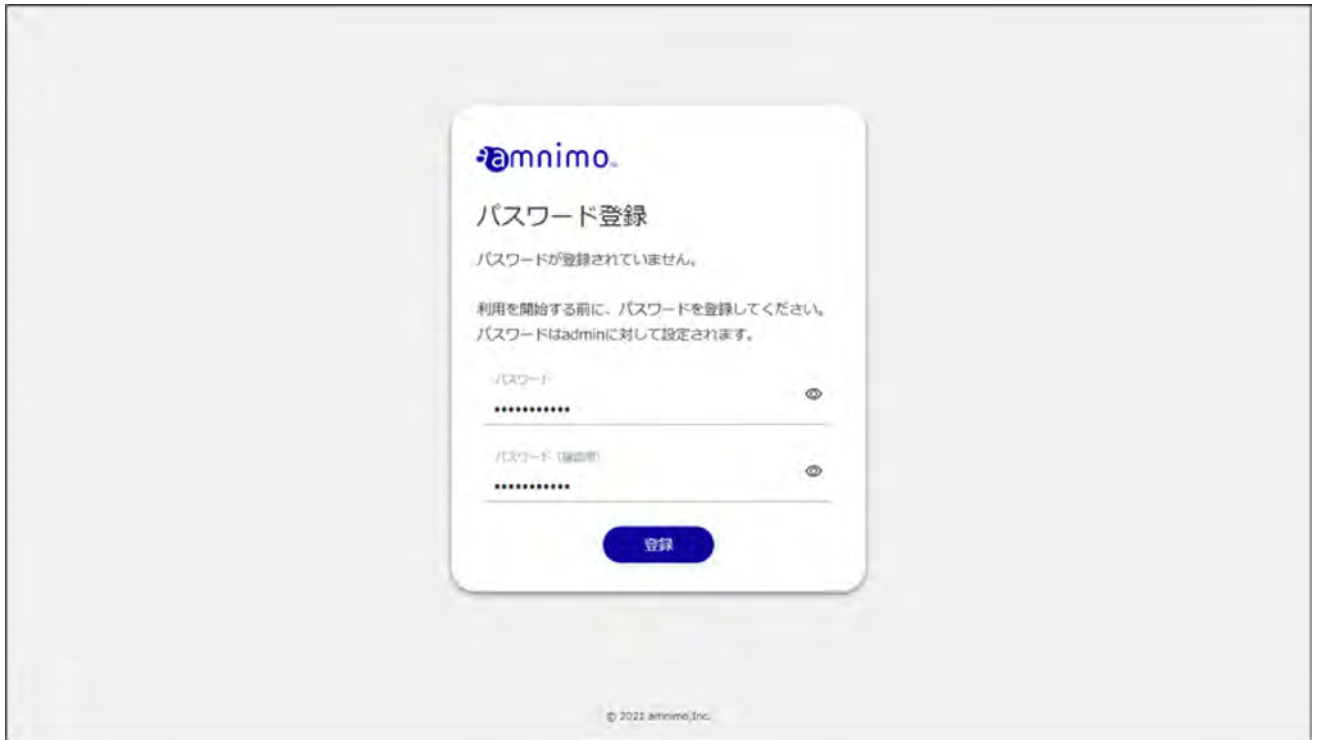 amnimo
パスワード登録
パスワードが登録されていません。
利用を開始する前に、パスワードを登録してください。
パスワードはadminに対して設定されます。
パスワード
•••••••••••
パスワード（確認用）
•••••••••••
登録
© 2021 amnimo,Inc.